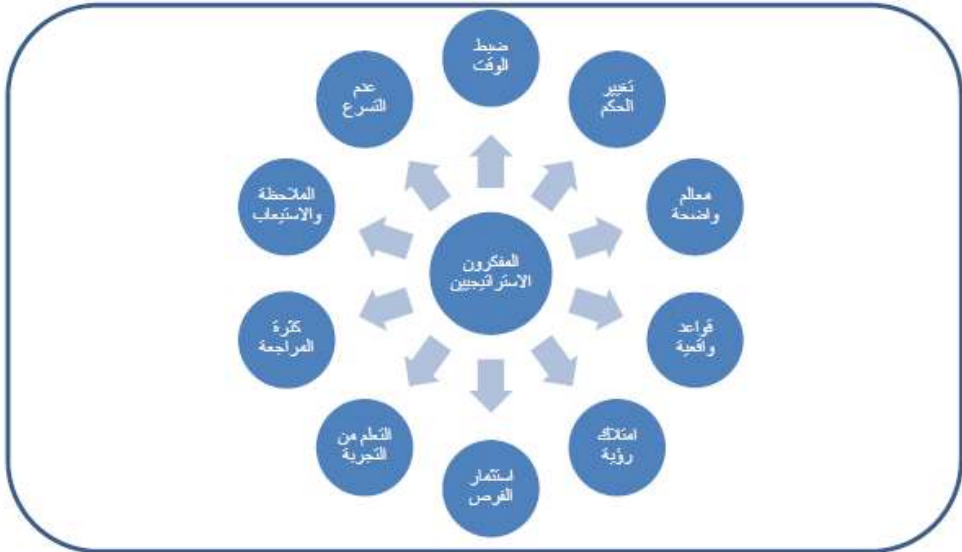 ضبط
الوقت
تغيير
الحكم
معالم
واضحة
قواعد
واقعية
امتلاك
رؤية
استثمار
الفرص
التعلم من
التجربة
كثرة
المراجعة
الملاحظة
والاستيعاب
عدم
التسرع
المفكرون
الاستراتيجيين